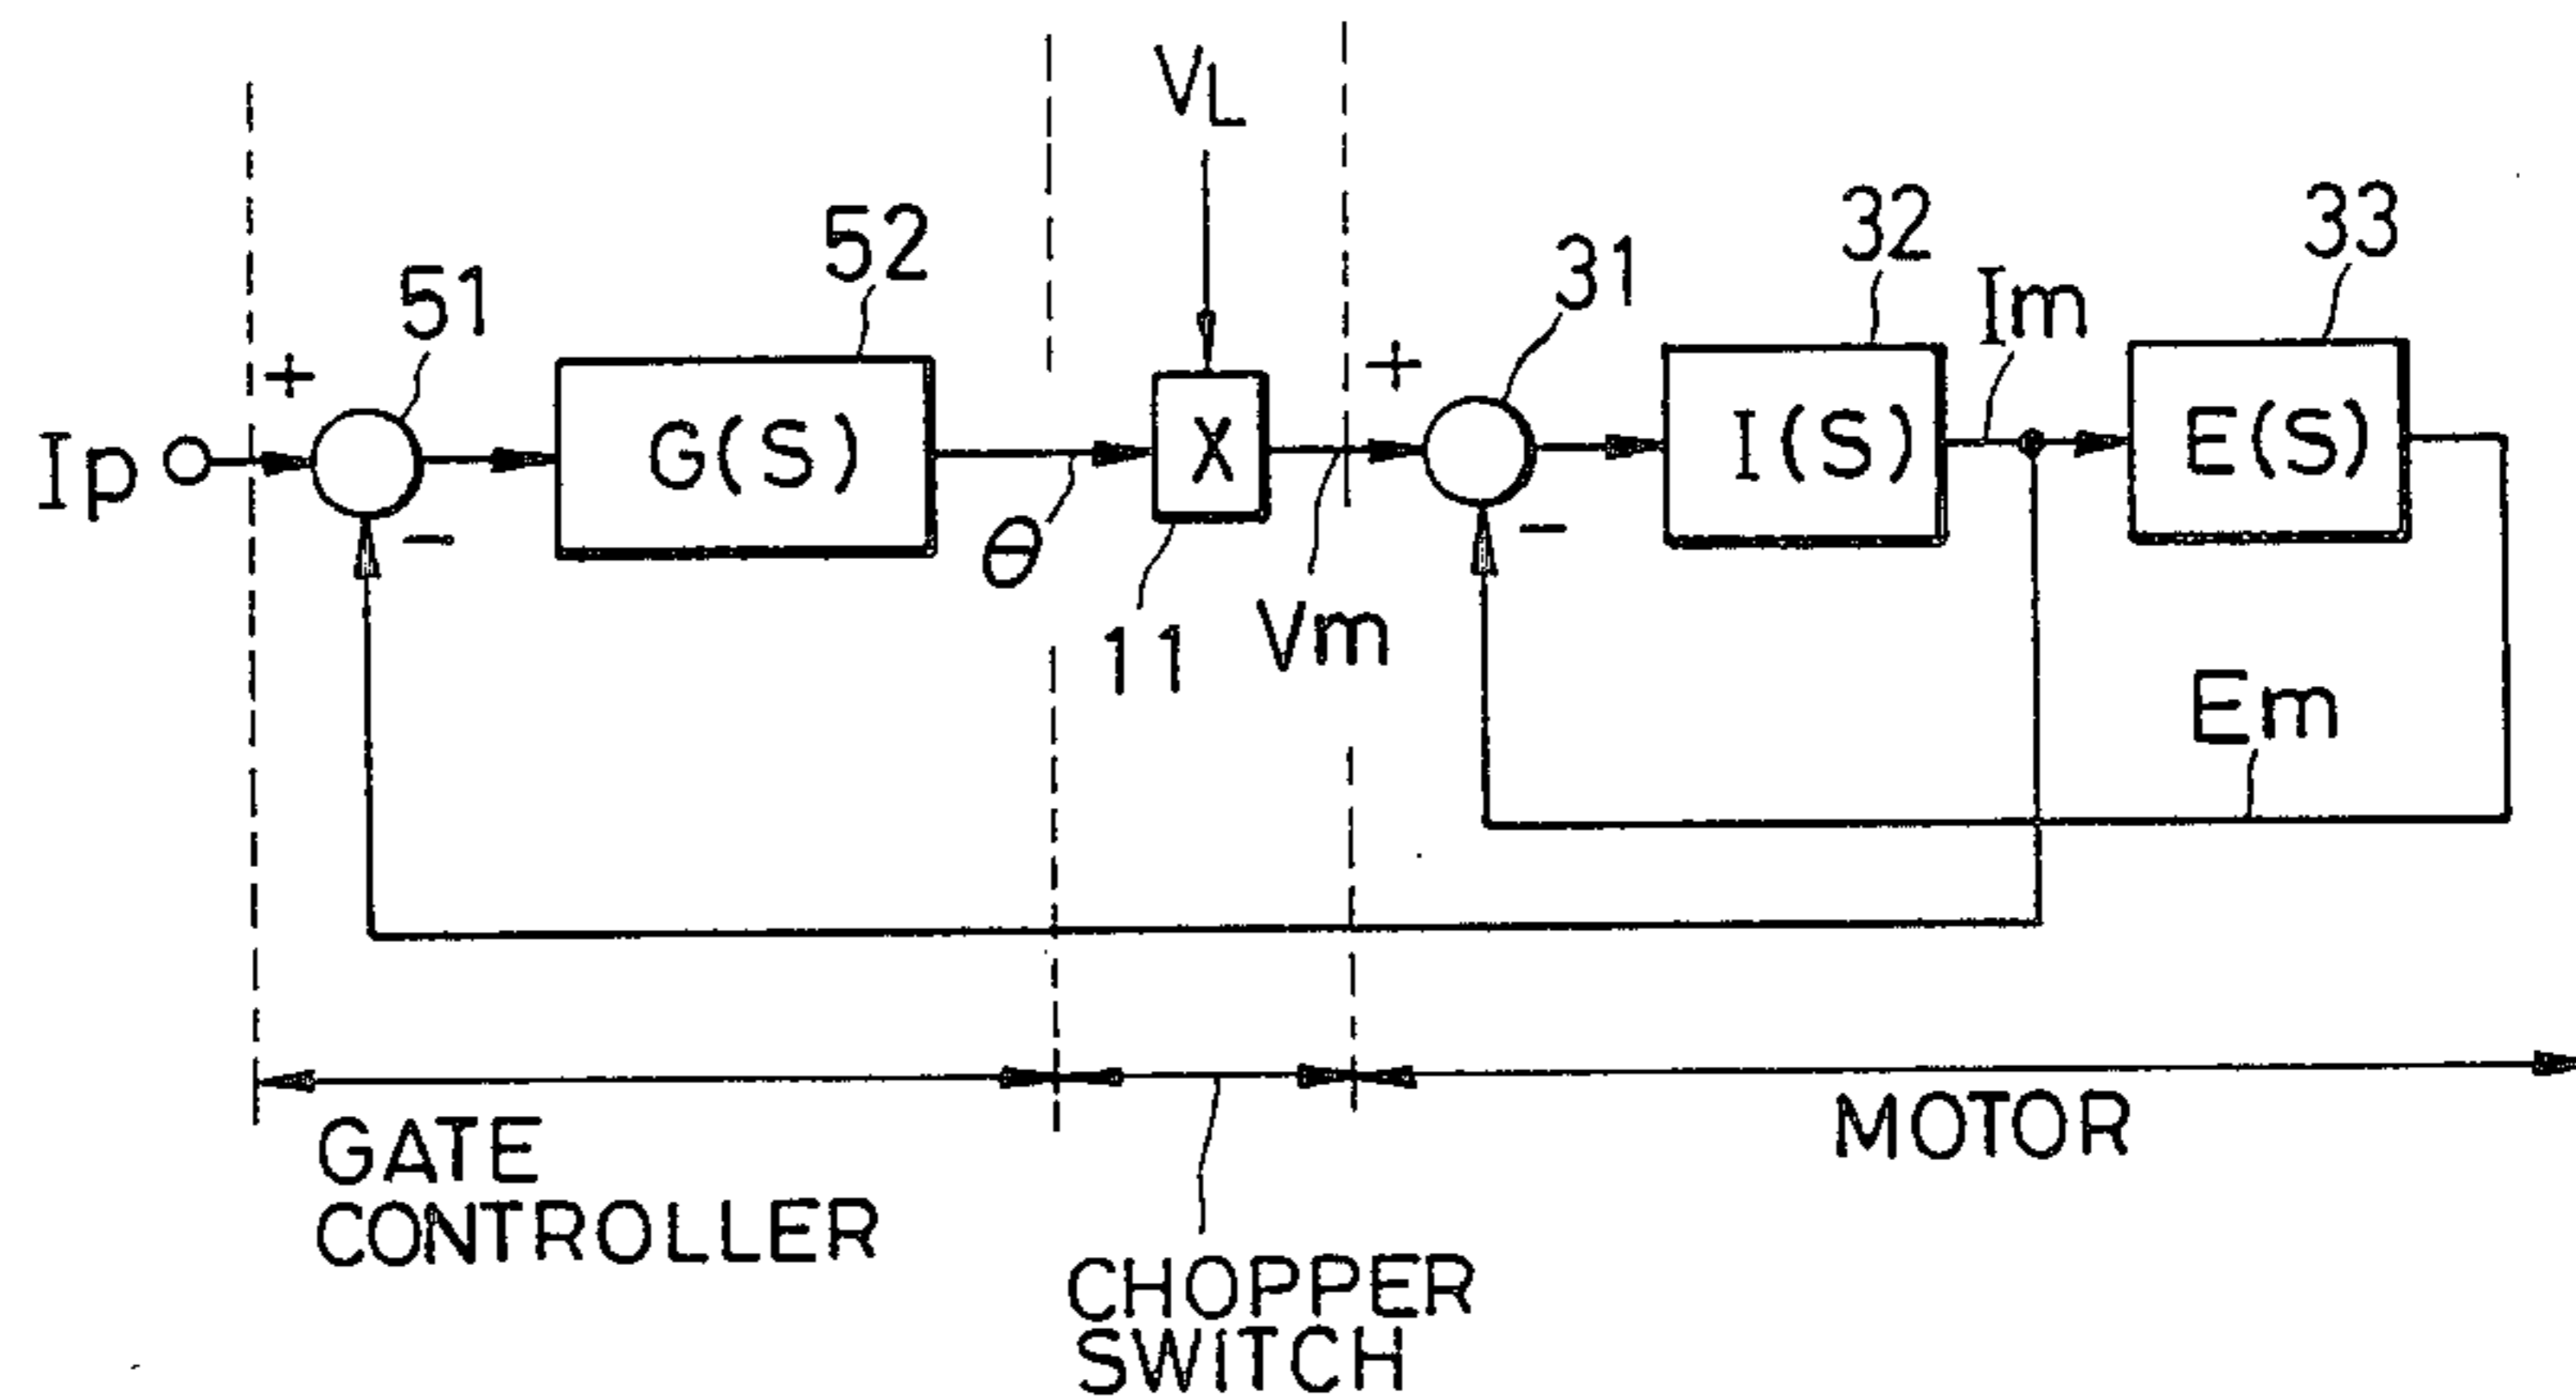 VL
52
32
33
51
31
Im
+
+
Ip
G(S)
X
I(S)
E(S)
-
-
θ
11
Vm
Em
GATE
CONTROLLER
MOTOR
CHOPPER
SWITCH